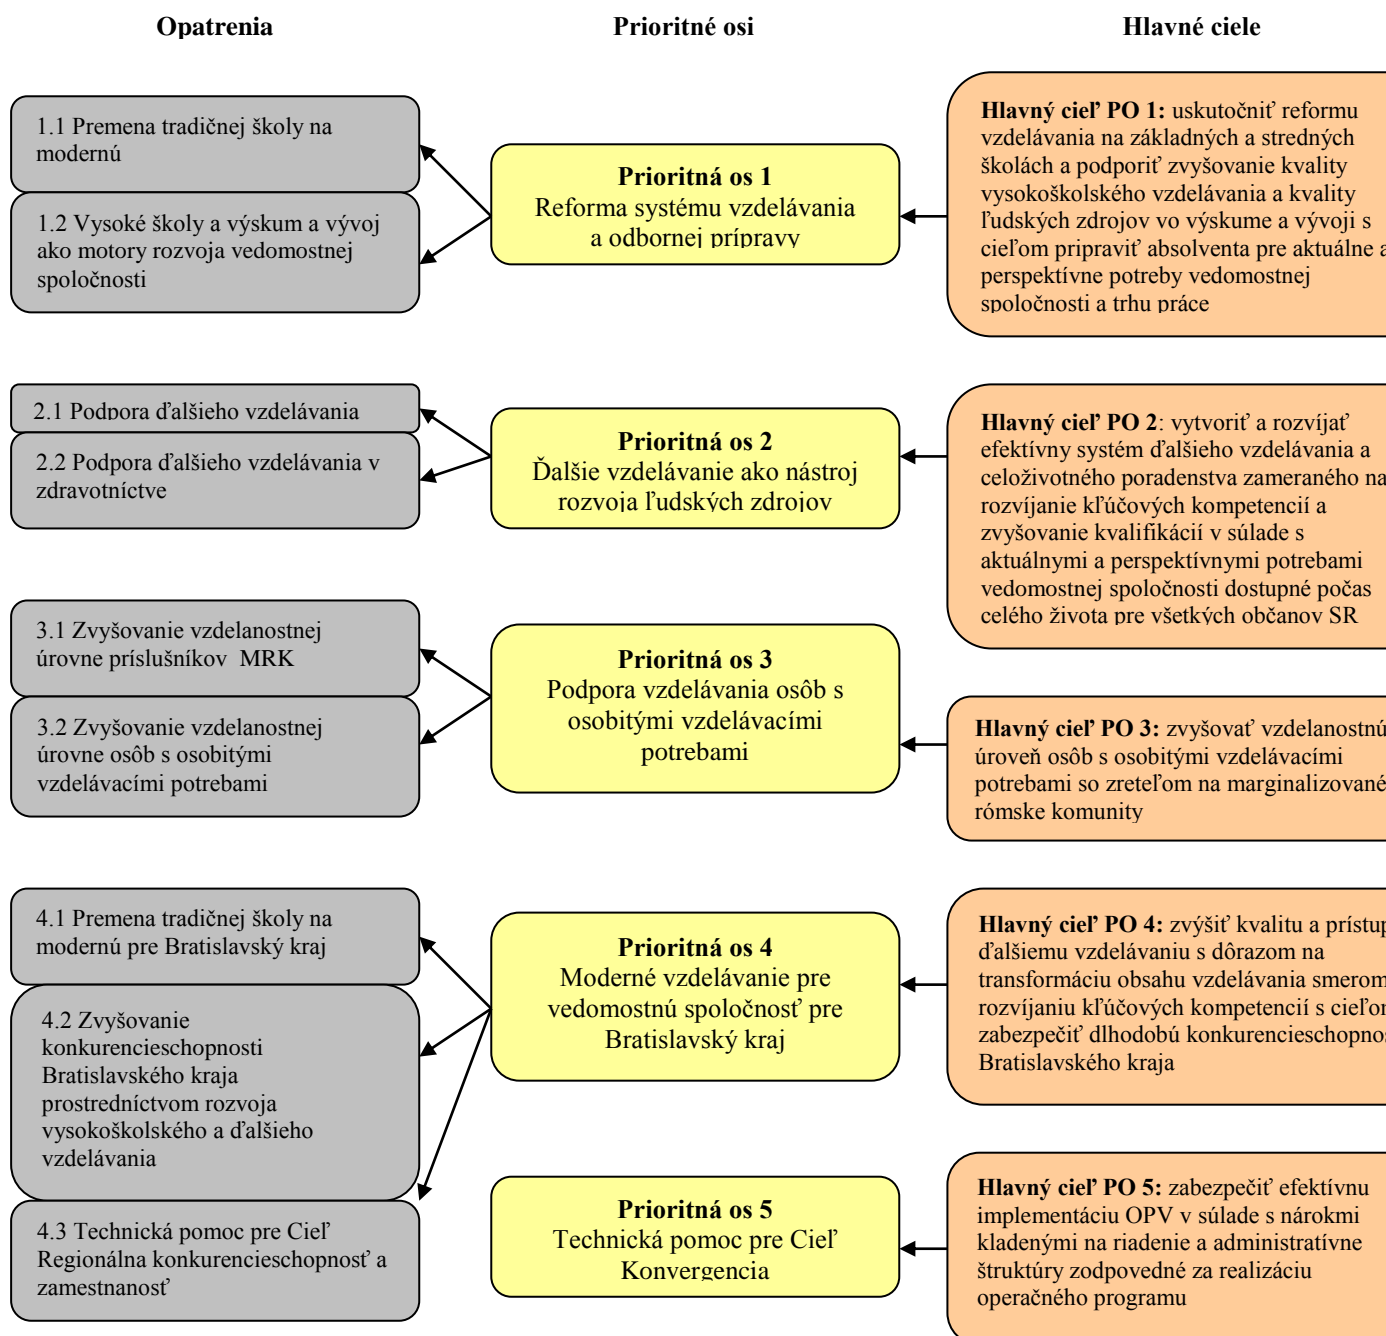 Opatrenia
Prioritné osi
Hlavné ciele
1.1 Premena tradičnej školy na
modernú
1.2 Vysoké školy a výskum a vývoj
ako motory rozvoja vedomostnej
spoločnosti
Prioritná os 1
Reforma systému vzdelávania
a odbornej prípravy
Hlavný cieľ PO 1: uskutočniť reformu
vzdelávania na základných a stredných
školách a podporiť zvyšovanie kvality
vysokoškolského vzdelávania a kvality
ľudských zdrojov vo výskume a vývoji s
cieľom pripraviť absolventa pre aktuálne a
perspektívne potreby vedomostnej
spoločnosti a trhu práce
2.1 Podpora ďalšieho vzdelávania
2.2 Podpora ďalšieho vzdelávania v
zdravotníctve
Prioritná os 2
Ďalšie vzdelávanie ako nástroj
rozvoja ľudských zdrojov
Hlavný cieľ PO 2: vytvoriť a rozvíjať
efektívny systém ďalšieho vzdelávania a
celoživotného poradenstva zameraného na
rozvíjanie kľúčových kompetencií a
zvyšovanie kvalifikácií v súlade s
aktuálnymi a perspektívnymi potrebami
vedomostnej spoločnosti dostupné počas
celého života pre všetkých občanov SR
3.1 Zvyšovanie vzdelanostnej
úrovne príslušníkov MRK
3.2 Zvyšovanie vzdelanostnej
úrovne osôb s osobitými
vzdelávacími potrebami
Prioritná os 3
Podpora vzdelávania osôb s
osobitými vzdelávacími
potrebami
Hlavný cieľ PO 3: zvyšovať vzdelanostnú
úroveň osôb s osobitými vzdelávacími
potrebami so zreteľom na marginalizované
rómske komunity
4.1 Premena tradičnej školy na
modernú pre Bratislavský kraj
4.2 Zvyšovanie
konkurencieschopnosti
Bratislavského kraja
prostredníctvom rozvoja
vysokoškolského a ďalšieho
vzdelávania
4.3 Technická pomoc pre Cieľ
Regionálna konkurencieschopnosť a
zamestnanosť
Prioritná os 4
Moderné vzdelávanie pre
vedomostnú spoločnosť pre
Bratislavský kraj
Hlavný cieľ PO 4: zvýšiť kvalitu a prístup
ďalšiemu vzdelávaniu s dôrazom na
transformáciu obsahu vzdelávania smerom
rozvíjaniu kľúčových kompetencií s cieľom
zabezpečiť dlhodobú konkurencieschopnos
Bratislavského kraja
Prioritná os 5
Technická pomoc pre Cieľ
Konvergencia
Hlavný cieľ PO 5: zabezpečiť efektívnu
implementáciu OPV v súlade s nárokmi
kladenými na riadenie a administratívne
štruktúry zodpovedné za realizáciu
operačného programu